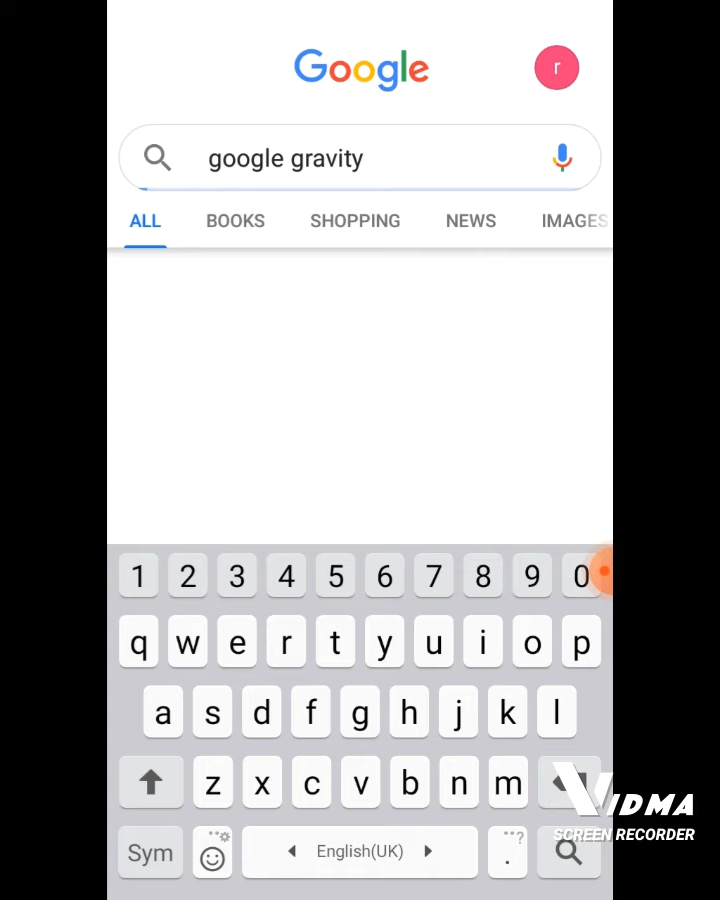 Google
r
google gravity
ALL BOOKS SHOPPING NEWS IMAGES
1 2 3 4 5 6 7 8 9 0
q w e r t y u i o p
a s d f g h j k l
z x c v b n m
VIDMA
SCREEN RECORDER
Sym English(UK) . ?